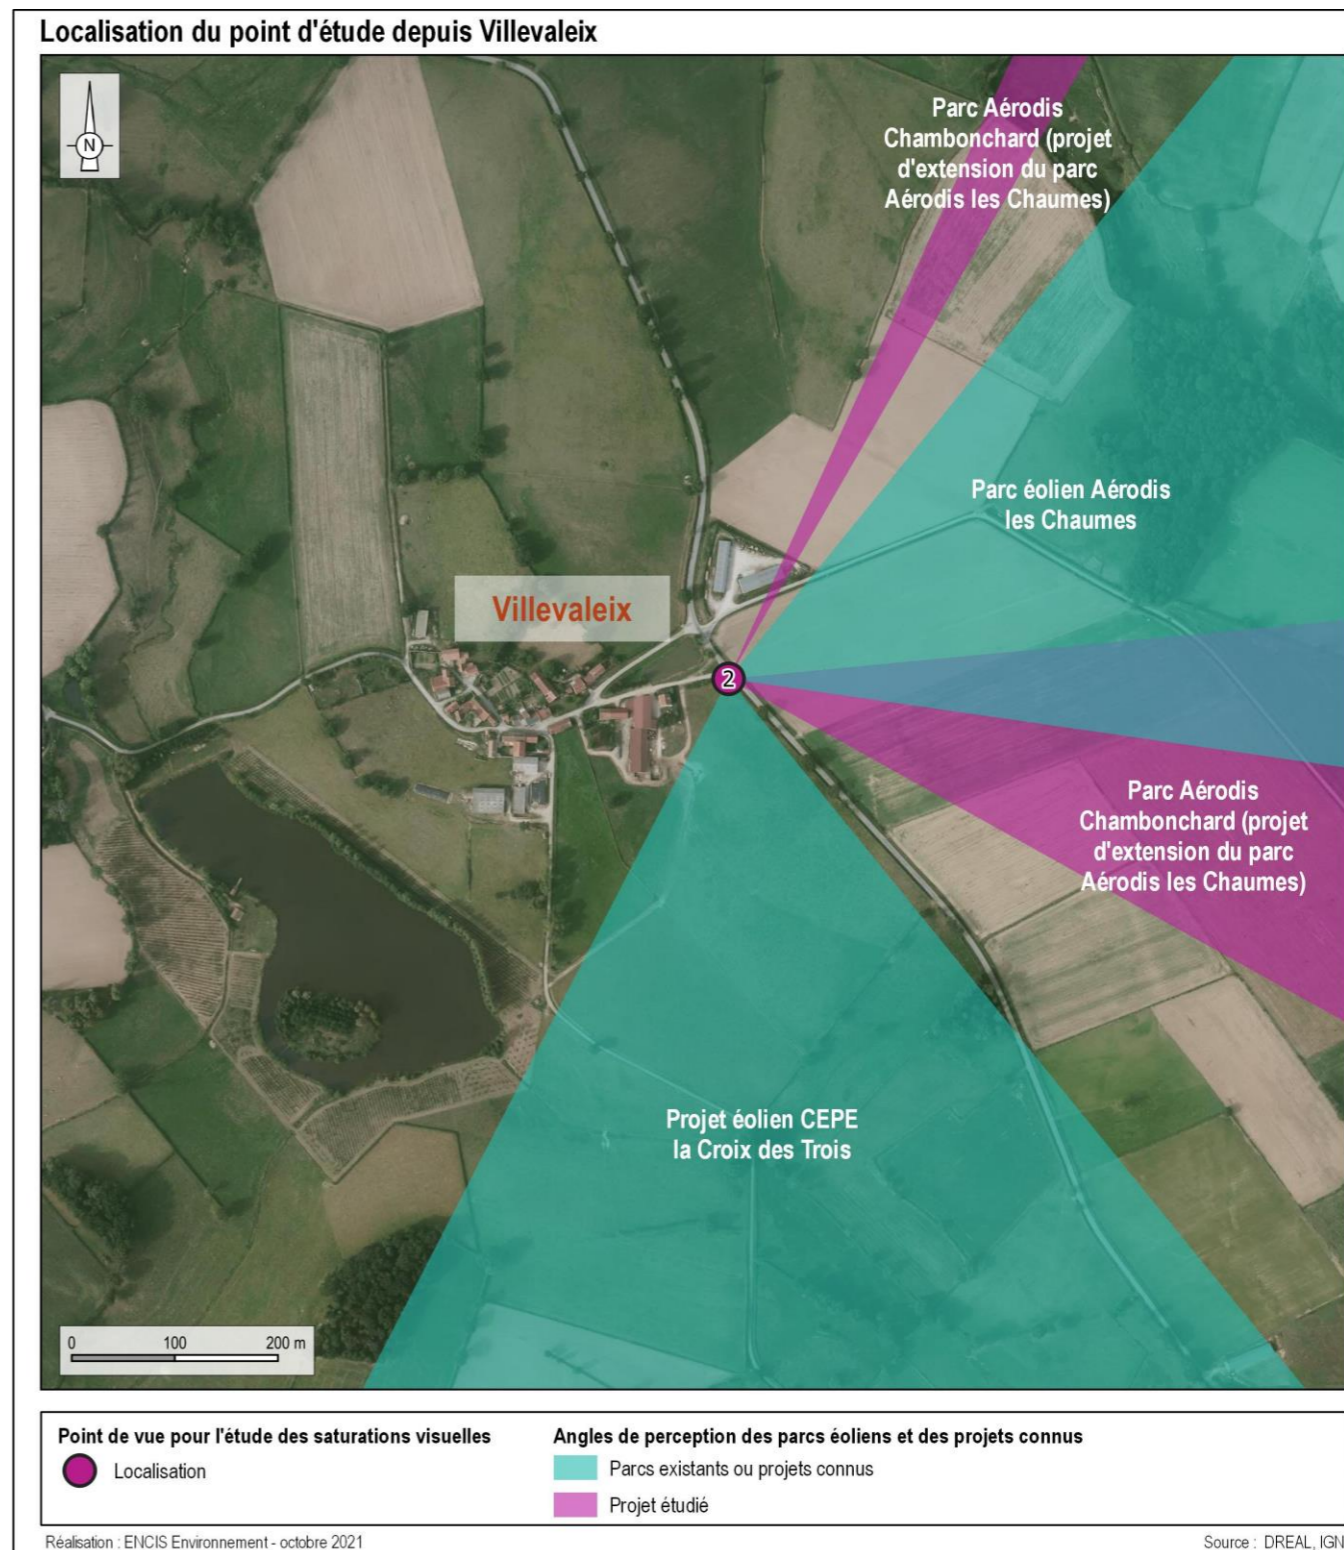 Localisation du point d'étude depuis Villevaleix
N
Parc Aérodis
Chambonchard (projet
d'extension du parc
Aérodis les Chaumes)
Parc éolien Aérodis
les Chaumes
Villevaleix
2
Parc Aérodis
Chambonchard (projet
d'extension du parc
Aérodis les Chaumes)
Projet éolien CEPE
la Croix des Trois
0 100 200 m
Point de vue pour l'étude des saturations visuelles
Localisation
Angles de perception des parcs éoliens et des projets connus
Parcs existants ou projets connus
Projet étudié
Réalisation : ENCIS Environnement - octobre 2021
Source : DREAL, IGN